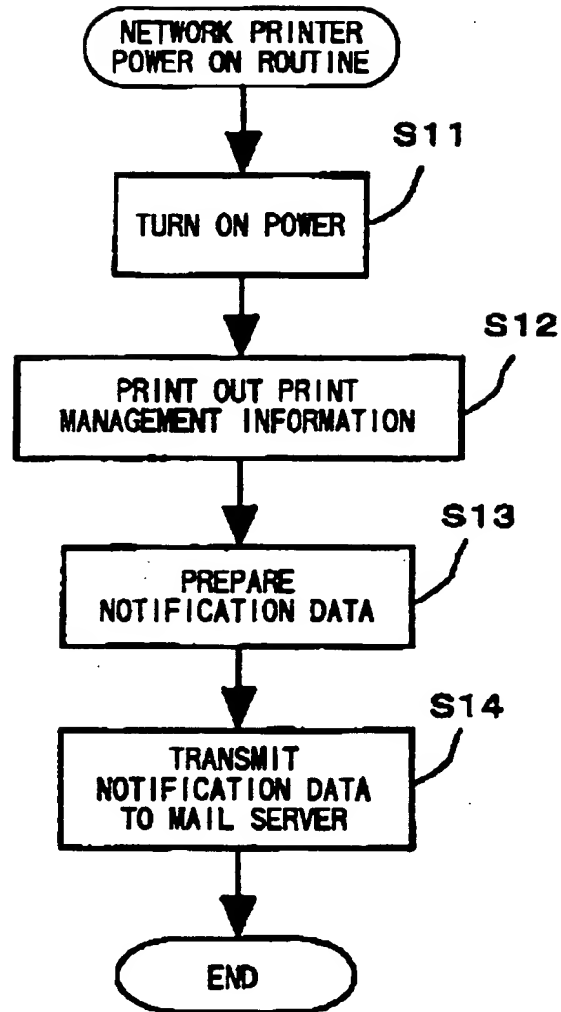 NETWORK PRINTER
POWER ON ROUTINE
S11
TURN ON POWER
S12
PRINT OUT PRINT
MANAGEMENT INFORMATION
S13
PREPARE
NOTIFICATION DATA
S14
TRANSMIT
NOTIFICATION DATA
TO MAIL SERVER
END